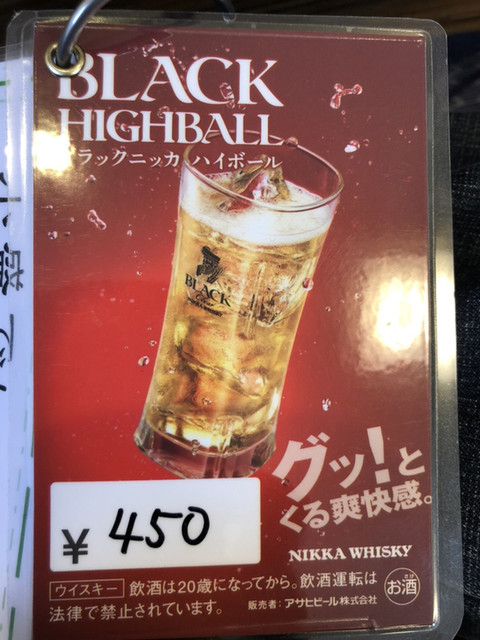 BLACK
HIGHBALL
ラックニッカ ハイボール
BLACK
グッ!と
くる爽快感。
¥ 450
NIKKA WHISKY
ウイスキー 飲酒は20歳になってから。飲酒運転は
法律で禁止されています。 販売者:アサヒビール株式会社
お酒